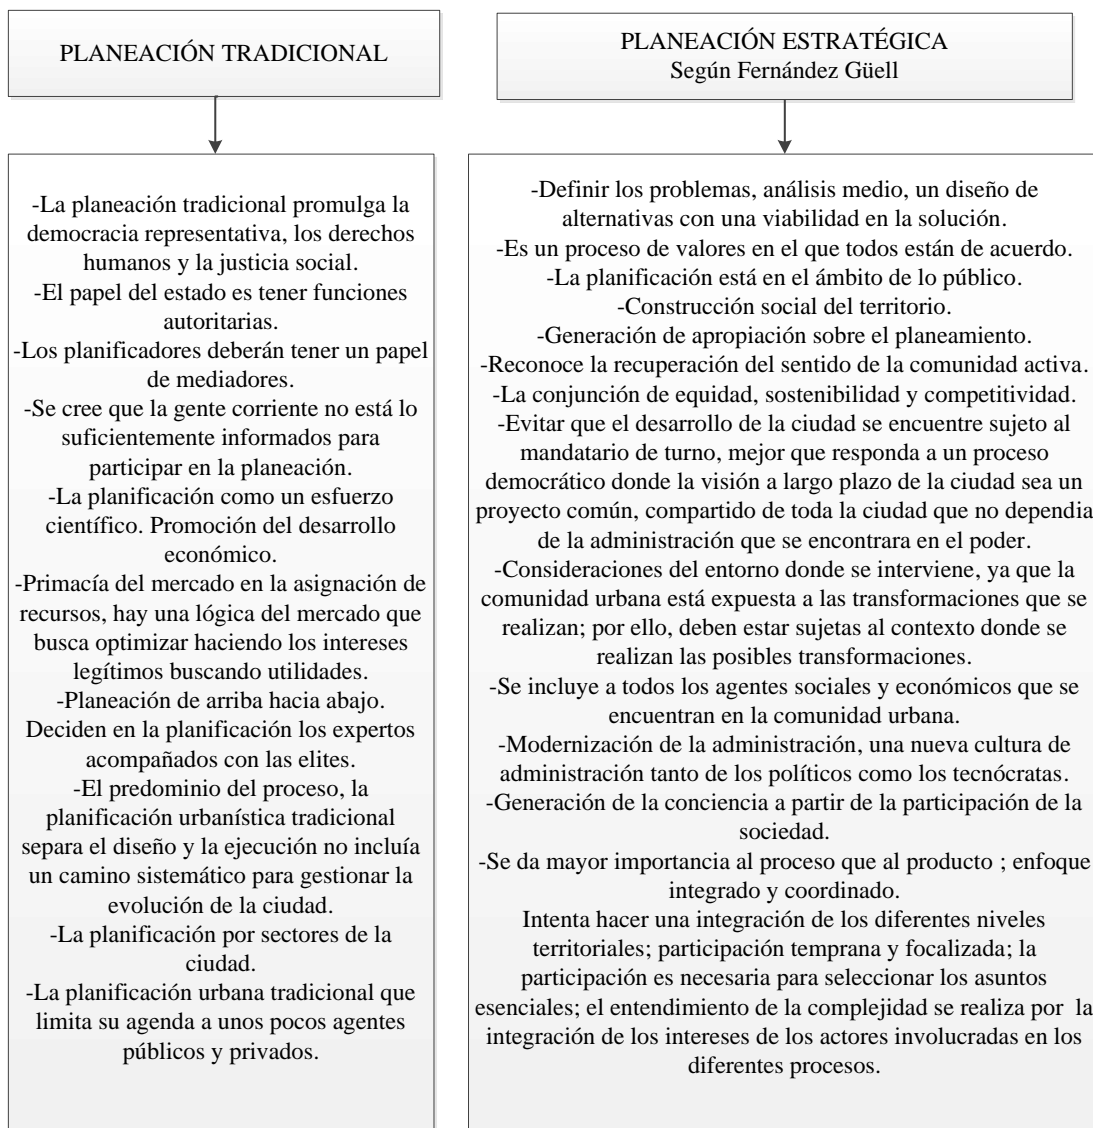 PLANEACIÓN TRADICIONAL
-La planeación tradicional promulga la
democracia representativa, los derechos
humanos y la justicia social.
-El papel del estado es tener funciones
autoritarias.
-Los planificadores deberán tener un papel
de mediadores.
-Se cree que la gente corriente no está lo
suficientemente informados para
participar en la planeación.
-La planificación como un esfuerzo
científico. Promoción del desarrollo
económico.
-Primacía del mercado en la asignación de
recursos, hay una lógica del mercado que
busca optimizar haciendo los intereses
legítimos buscando utilidades.
-Planeación de arriba hacia abajo.
Deciden en la planificación los expertos
acompañados con las elites.
-El predominio del proceso, la
planificación urbanística tradicional
separa el diseño y la ejecución no incluía
un camino sistemático para gestionar la
evolución de la ciudad.
-La planificación por sectores de la
ciudad.
-La planificación urbana tradicional que
limita su agenda a unos pocos agentes
públicos y privados.
PLANEACIÓN ESTRATÉGICA
Según Fernández Güell
-Definir los problemas, análisis medio, un diseño de
alternativas con una viabilidad en la solución.
-Es un proceso de valores en el que todos están de acuerdo.
-La planificación está en el ámbito de lo público.
-Construcción social del territorio.
-Generación de apropiación sobre el planeamiento.
-Reconoce la recuperación del sentido de la comunidad activa.
-La conjunción de equidad, sostenibilidad y competitividad.
-Evitar que el desarrollo de la ciudad se encuentre sujeto al
mandatario de turno, mejor que responda a un proceso
democrático donde la visión a largo plazo de la ciudad sea un
proyecto común, compartido de toda la ciudad que no dependia
de la administración que se encontrara en el poder.
-Consideraciones del entorno donde se interviene, ya que la
comunidad urbana está expuesta a las transformaciones que se
realizan; por ello, deben estar sujetas al contexto donde se
realizan las posibles transformaciones.
-Se incluye a todos los agentes sociales y económicos que se
encuentran en la comunidad urbana.
-Modernización de la administración, una nueva cultura de
administración tanto de los políticos como los tecnócratas.
-Generación de la conciencia a partir de la participación de la
sociedad.
-Se da mayor importancia al proceso que al producto ; enfoque
integrado y coordinado.
Intenta hacer una integración de los diferentes niveles
territoriales; participación temprana y focalizada; la
participación es necesaria para seleccionar los asuntos
esenciales; el entendimiento de la complejidad se realiza por  la
integración de los intereses de los actores involucradas en los
diferentes procesos.